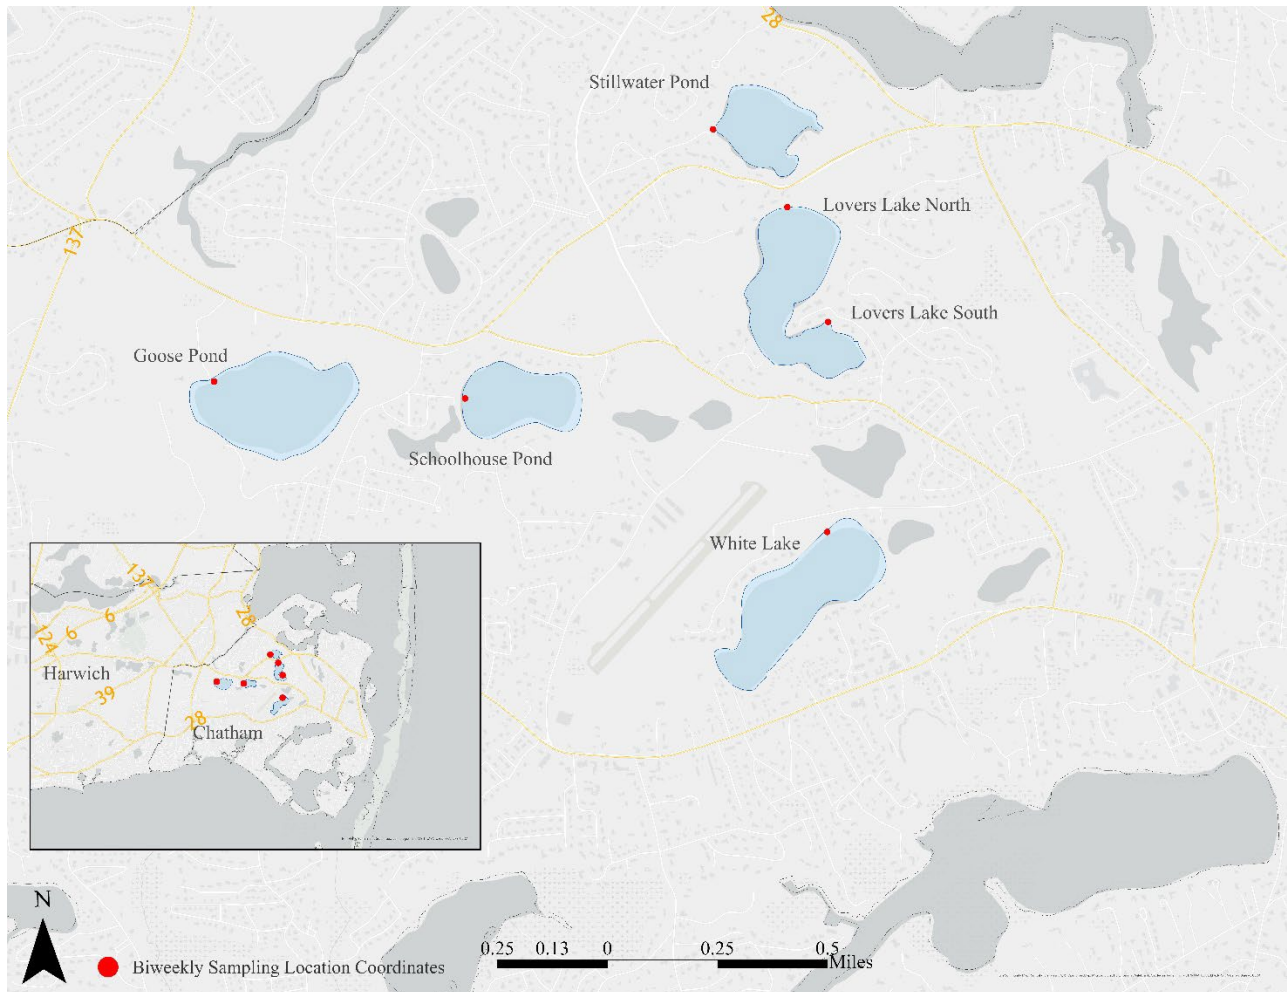 28
Stillwater Pond
Lovers Lake North
137
Lovers Lake South
Goose Pond
Schoolhouse Pond
White Lake
137
28
6
6
124
Harwich
39
28
Chatham
N
0.25 0.13 0 0.25 0.5
Miles
Biweekly Sampling Location Coordinates